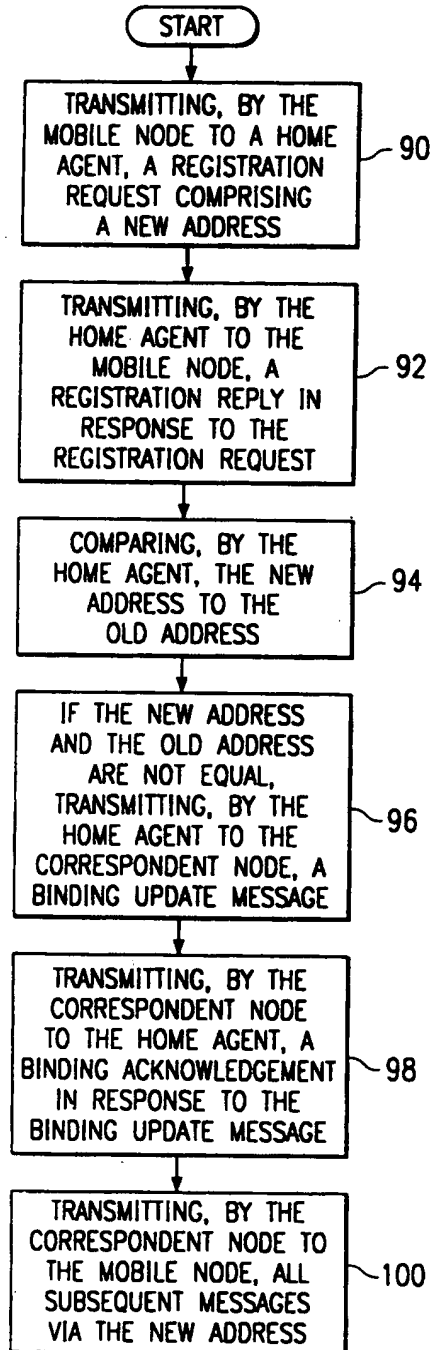 START
TRANSMITTING, BY THE
MOBILE NODE TO A HOME
AGENT, A REGISTRATION
REQUEST COMPRISING
A NEW ADDRESS
90
TRANSMITTING, BY THE
HOME AGENT TO THE
MOBILE NODE, A
REGISTRATION REPLY IN
RESPONSE TO THE
REGISTRATION REQUEST
92
COMPARING, BY THE
HOME AGENT, THE NEW
ADDRESS TO THE
OLD ADDRESS
94
IF THE NEW ADDRESS
AND THE OLD ADDRESS
ARE NOT EQUAL,
TRANSMITTING, BY THE
HOME AGENT TO THE
CORRESPONDENT NODE, A
BINDING UPDATE MESSAGE
96
TRANSMITTING, BY THE
CORRESPONDENT NODE
TO THE HOME AGENT, A
BINDING ACKNOWLEDGEMENT
IN RESPONSE TO THE
BINDING UPDATE MESSAGE
98
TRANSMITTING, BY THE
CORRESPONDENT NODE TO
THE MOBILE NODE, ALL
SUBSEQUENT MESSAGES
VIA THE NEW ADDRESS
100